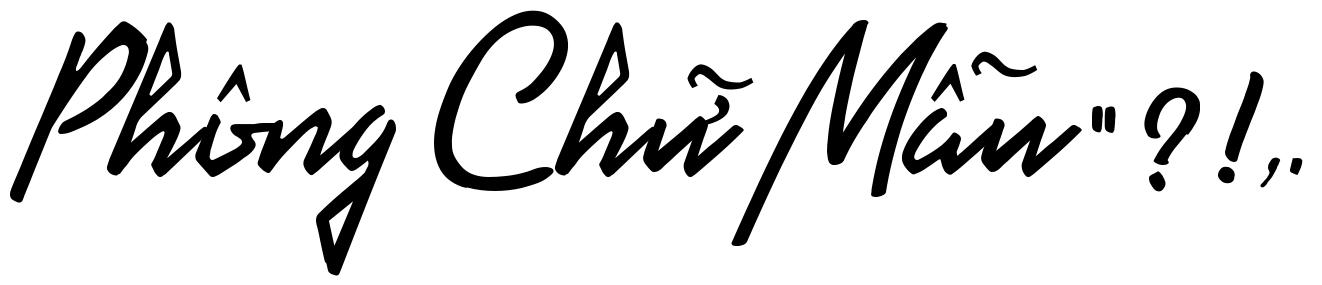 Phông Chữ Mẫu " ? ! , .